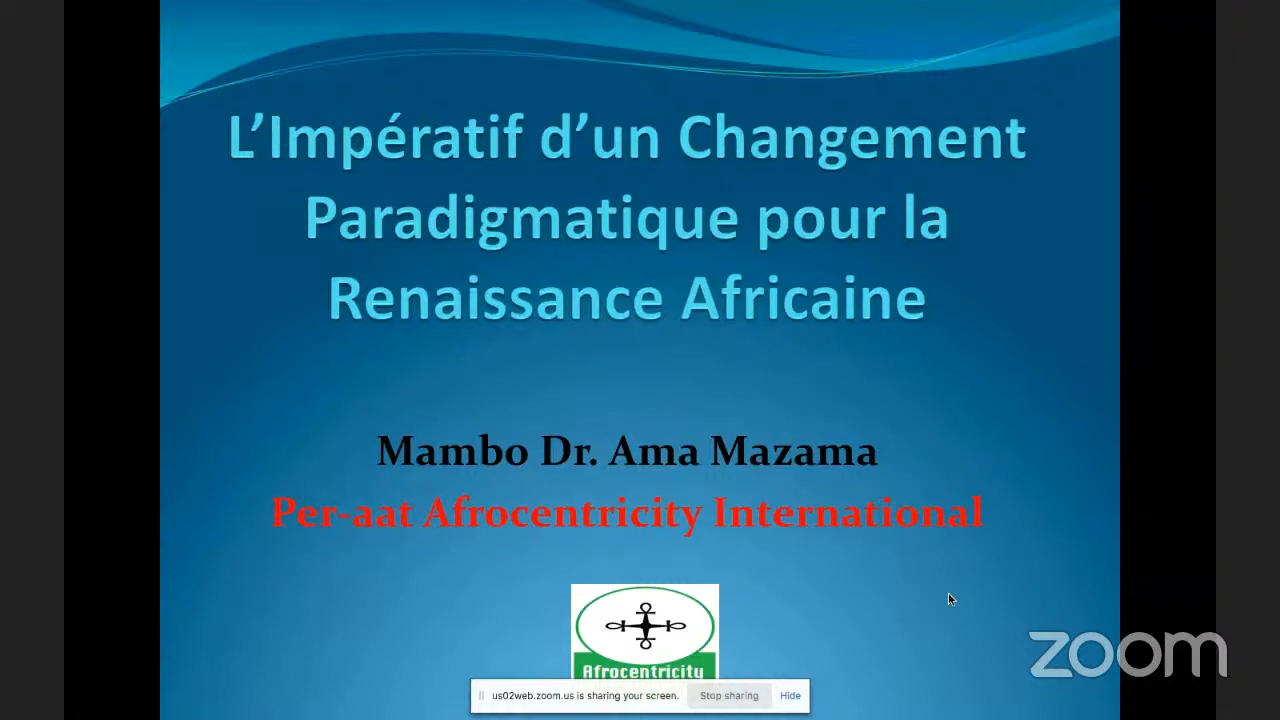 L’Impératif d’un Changement
Paradigmatique pour la
Renaissance Africaine
Mambo Dr. Ama Mazama
Per-aat Afrocentricity International
Afrocentricity
zoom
us02web.zoom.us is sharing your screen. Stop sharing Hide